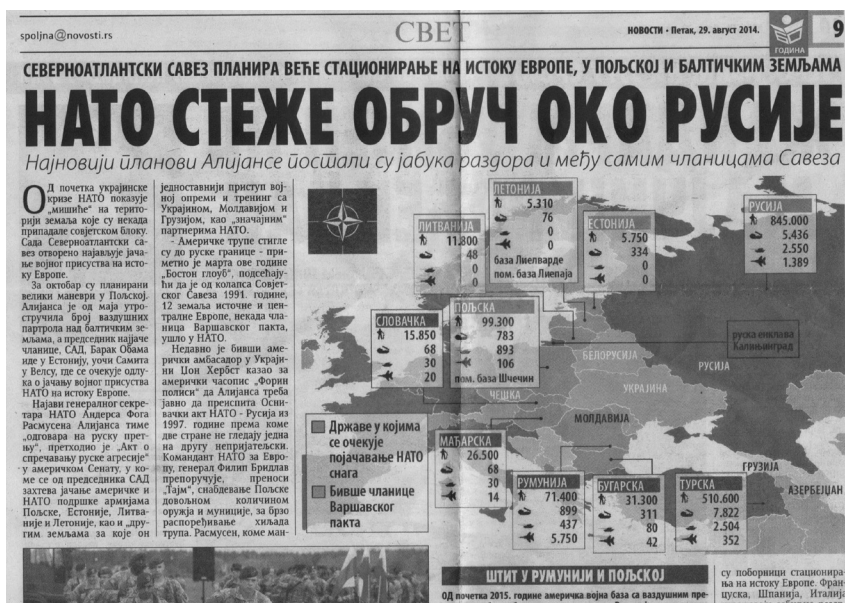 spoljna@novosti.rs
СВЕТ
НОВОСТИ • Петак, 29. август 2014.
ГОДИНА
9
СЕВЕРНОАТЛАНТСКИ САВЕЗ ПЛАНИРА ВЕЋЕ СТАЦИОНИРАЊЕ НА ИСТОКУ ЕВРОПЕ, У ПОЉСКОЈ И БАЛТИЧКИМ ЗЕМЉАМА
НАТО СТЕЖЕ ОБРУЧ ОКО РУСИЈЕ
Најновији планови Алијансе постали су јабука раздора и међу самим чланицама Савеза
ОД почетка украјинске
кризе НАТО показује
„мишиће“ на терито-
рији земаља које су некада
припадале совјетском блоку.
Сада Северноатлантски са-
вез отворено најављује јача-
ње војног присуства на исто-
ку Европе.
За октобар су планирани
велики маневри у Пољској.
Алијанса је од маја утро-
стручила број ваздушних
партрола над балтичким зе-
мљама, а председник најјаче
чланице, САД, Барак Обама
иде у Естонију, уочи Самита
у Велсу, где се очекује одлу-
ка о јачању војног присуства
НАТО на истоку Европе.
Најави генералног секре-
тара НАТО Андерса Фога
Расмусена Алијанса тиме
„одговара на руску прет-
њу“, претходно је „Акт о
спречавању руске агресије“
у америчком Сенату, у ко-
ме се од председника САД
захтева јачање америчке и
НАТО подршке армијама
Пољске, Естоније, Литва-
није и Летоније, као и „дру-
гим земљама за које он
једноставнији приступ вој-
ној опреми и тренинг са
Украјином, Молдавијом и
Грузијом, као „значајним“
партнерима НАТО.
- Америчке трупе стигле
су до руске границе - при-
метио је марта ове године
„Бостон глоуб“, подсећају-
ћи да је од колапса Совјет-
ског Савеза 1991. године,
12 земаља источне и цен-
тралне Европе, некада чла-
ница Варшавског пакта,
ушло у НАТО.
Недавно је бивши аме-
рички амбасадор у Украји-
ни Џон Хербст казао за
амерички часопис „Форин
полиси“ да Алијанса треба
јавно да преиспита Осни-
вачки акт НАТО - Русија из
1997. године према коме
две стране не гледају једна
на другу непријатељски.
Командант НАТО за Евро-
пу, генерал Филип Бридлав
препоручује, преноси
„Тајм“, снабдевање Пољске
довољном количином
оружја и муниције, за брзо
распоређивање хиљада
трупа. Расмусен, коме ман-
ЛЕТОНИЈА
5.310
76
0
0
база Лиелварде
пом. база Лиепаја
ЛИТВАНИЈА
11.800
48
0
0
ЕСТОНИЈА
5.750
334
0
0
РУСИЈА
845.000
5.436
2.550
1.389
СЛОВАЧКА
15.850
68
30
20
ПОЉСКА
99.300
783
893
106
пом. база Шчечин
руска енклава
Калињинград
БЕЛОРУСИЈА
РУСИЈА
УКРАЈИНА
ЧЕШКА
МОЛДАВИЈА
Државе у којима
се очекује
појачавање НАТО
снага
Бивше чланице
Варшавског
пакта
МАЂАРСКА
26.500
68
30
14
РУМУНИЈА
71.400
899
437
5.750
БУГАРСКА
31.300
311
80
42
ТУРСКА
510.600
7.822
2.504
352
ГРУЗИЈА
АЗЕРБЕЈЏАН
ШТИТ У РУМУНИЈИ И ПОЉСКОЈ
ОД почетка 2015. године америчка војна база са ваздушним пре-
су поборници стационира-
ња на истоку Европе. Фран-
цуска, Шпанија, Италија